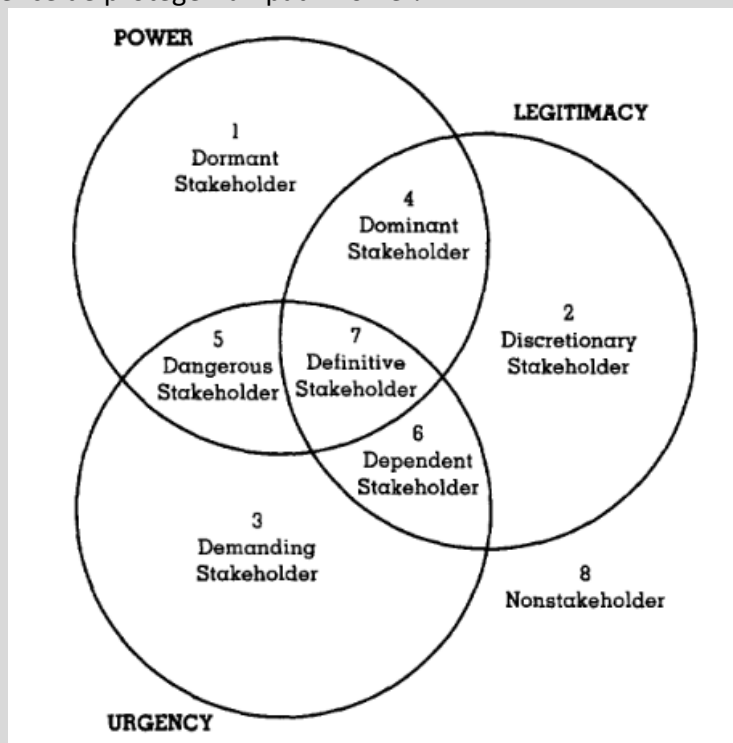 POWER
LEGITIMACY
1
Dormant
Stakeholder
4
Dominant
Stakeholder
2
Discretionary
Stakeholder
5
Dangerous
Stakeholder
7
Definitive
Stakeholder
6
Dependent
Stakeholder
3
Demanding
Stakeholder
8
Nonstakeholder
URGENCY